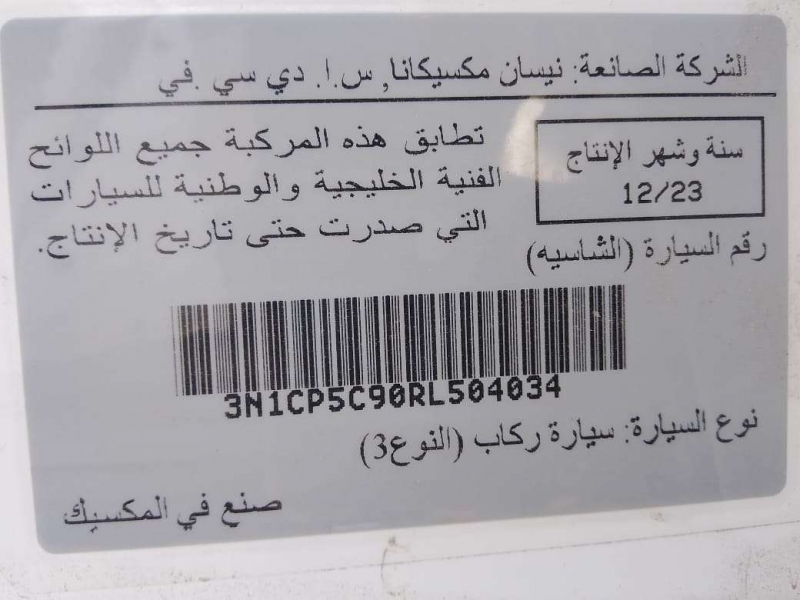 الشركة الصانعة: نيسان مكسيكانا, س.ا. دي سي .في
سنة وشهر الإنتاج
12/23
تطابق هذه المركبة جميع اللوائح
الفنية الخليجية والوطنية للسيارات
التي صدرت حتى تاريخ الإنتاج.
رقم السيارة (الشاسيه)
3N1CP5C90RL504034
نوع السيارة: سيارة ركاب (النوع3)
صنع في المكسيك